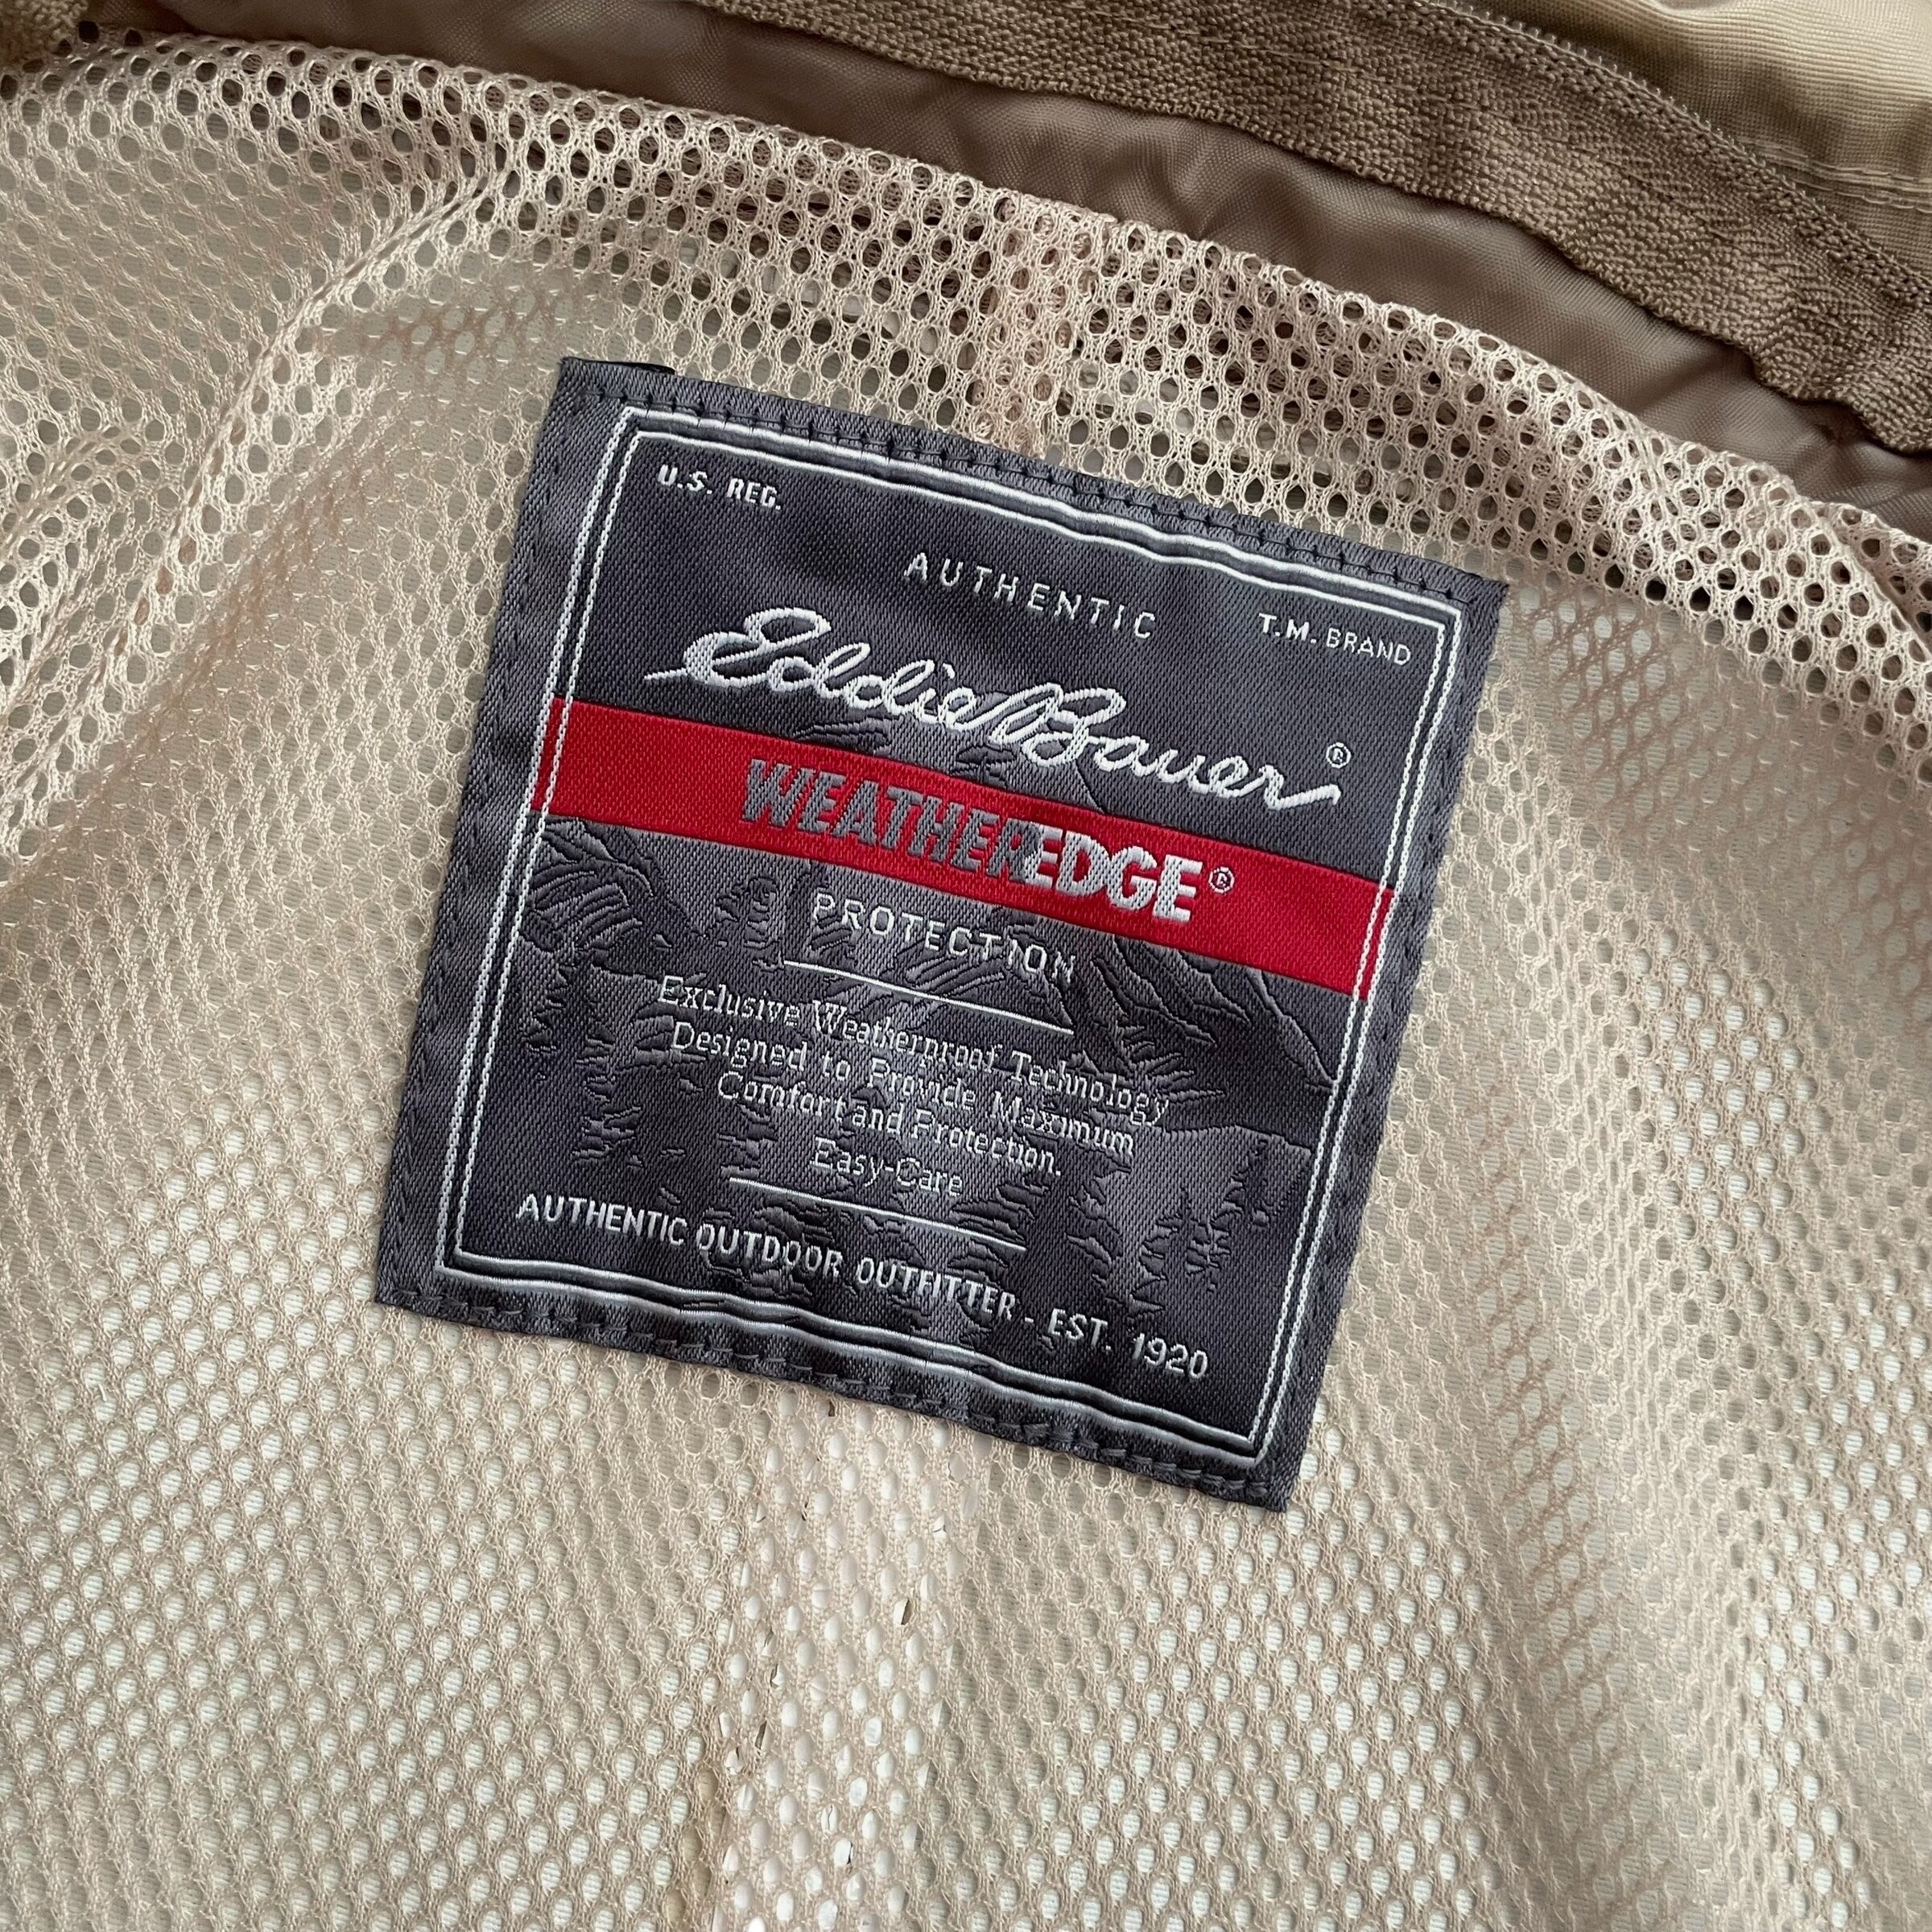 U.S. REG.
AUTHENTIC
T.M. BRAND
Eddie Bauer®
WEATHEREDGE®
PROTECTION
Exclusive Weatherproof Technology
Designed to Provide Maximum
Comfort and Protection.
Easy-Care
AUTHENTIC OUTDOOR OUTFITTER - EST. 1920